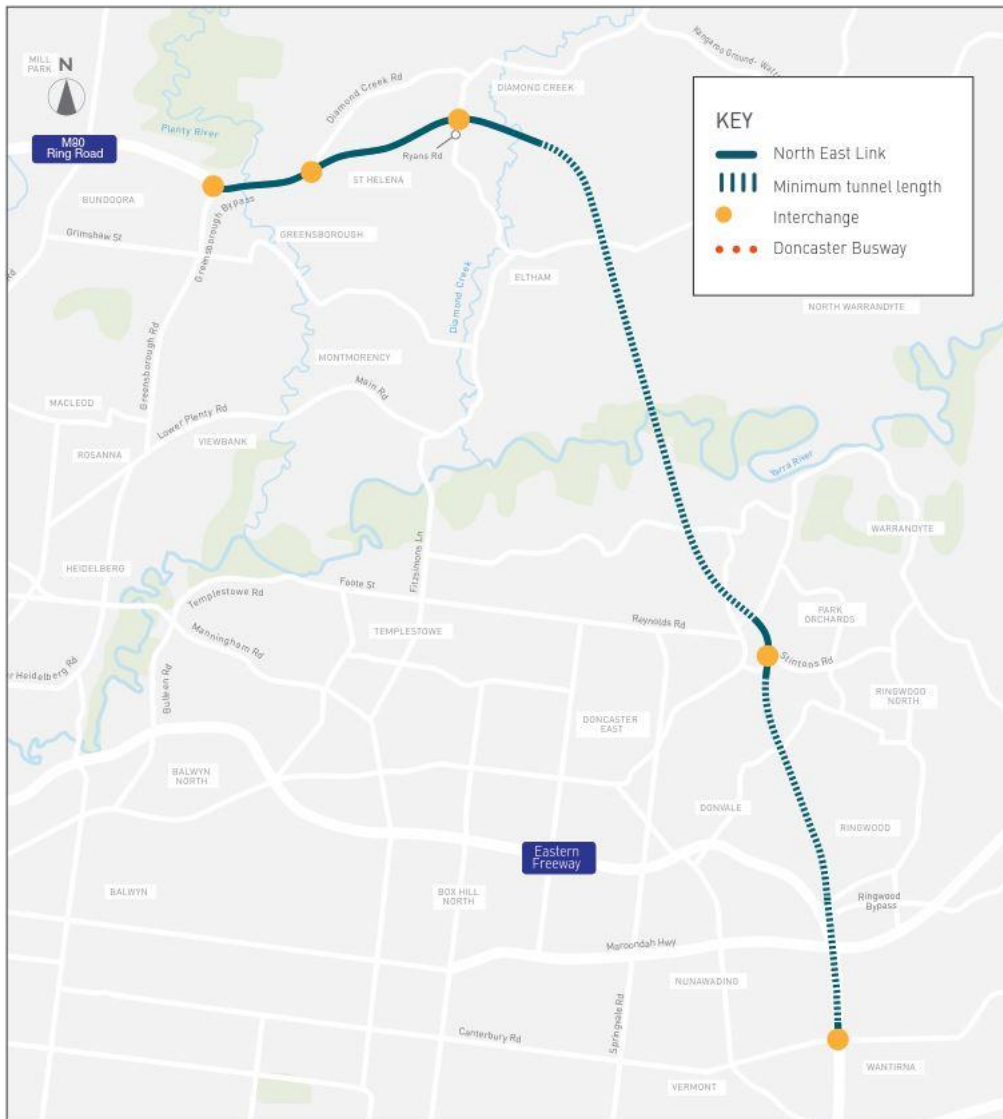 MILL
PARK
N
M80
Ring Road
Plenty River
Diamond Creek Rd
DIAMOND CREEK
Ryans Rd
ST HELENA
BUNDOORA
Greensborough Bypass
Grimshaw St
GREENSBOROUGH
Rd
KEY
North East Link
Minimum tunnel length
Interchange
Doncaster Busway
Diamond Creek
ELTHAM
NORTH WARRANDYTE
Greensborough Rd
MONTMORENCY
Main Rd
MACLEOD
Lower Plenty Rd
VIEWBANK
ROSANNA
Yarra River
WARRANDYTE
HEIDELBERG
Fitzsimons Ln
Templestowe Rd
Foote St
Manningham Rd
TEMPLESTOWE
Reynolds Rd
PARK
ORCHARDS
Stintons Rd
r Heidelberg Rd
Bulleen Rd
RINGWOOD
NORTH
DONCASTER
EAST
BALWYN
NORTH
DONVALE
RINGWOOD
Eastern
Freeway
BALWYN
BOX HILL
NORTH
Ringwood
Bypass
Maroondah Hwy
NUNAWADING
Springvale Rd
Canterbury Rd
WANTIRNA
VERMONT